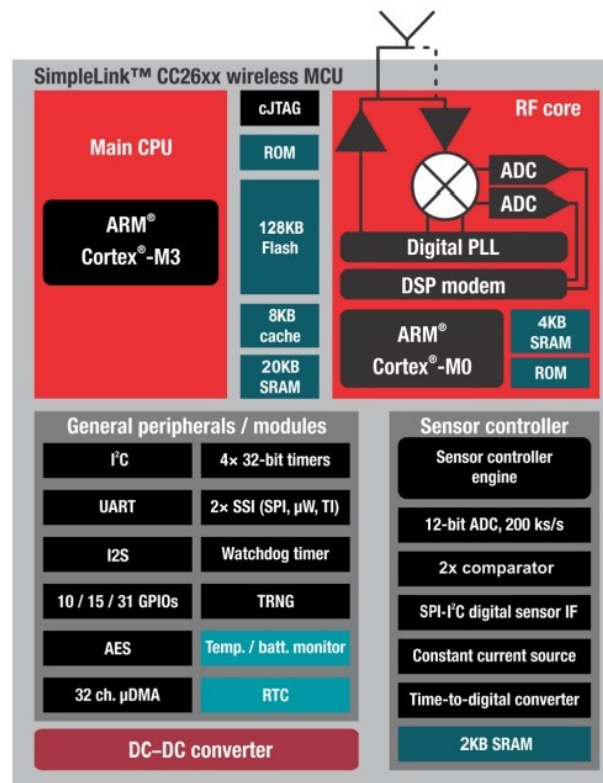 SimpleLink™ CC26xx wireless MCU
Main CPU
ARM®
Cortex®-M3
cJTAG
ROM
128KB
Flash
8KB
cache
20KB
SRAM
RF core
ADC
ADC
Digital PLL
DSP modem
ARM®
Cortex®-M0
4KB
SRAM
ROM
General peripherals / modules
I²C
4× 32-bit timers
UART
2× SSI (SPI, µW, TI)
I2S
Watchdog timer
10 / 15 / 31 GPIOs
TRNG
AES
Temp. / batt. monitor
32 ch. µDMA
RTC
DC–DC converter
Sensor controller
Sensor controller
engine
12-bit ADC, 200 ks/s
2x comparator
SPI-I²C digital sensor IF
Constant current source
Time-to-digital converter
2KB SRAM